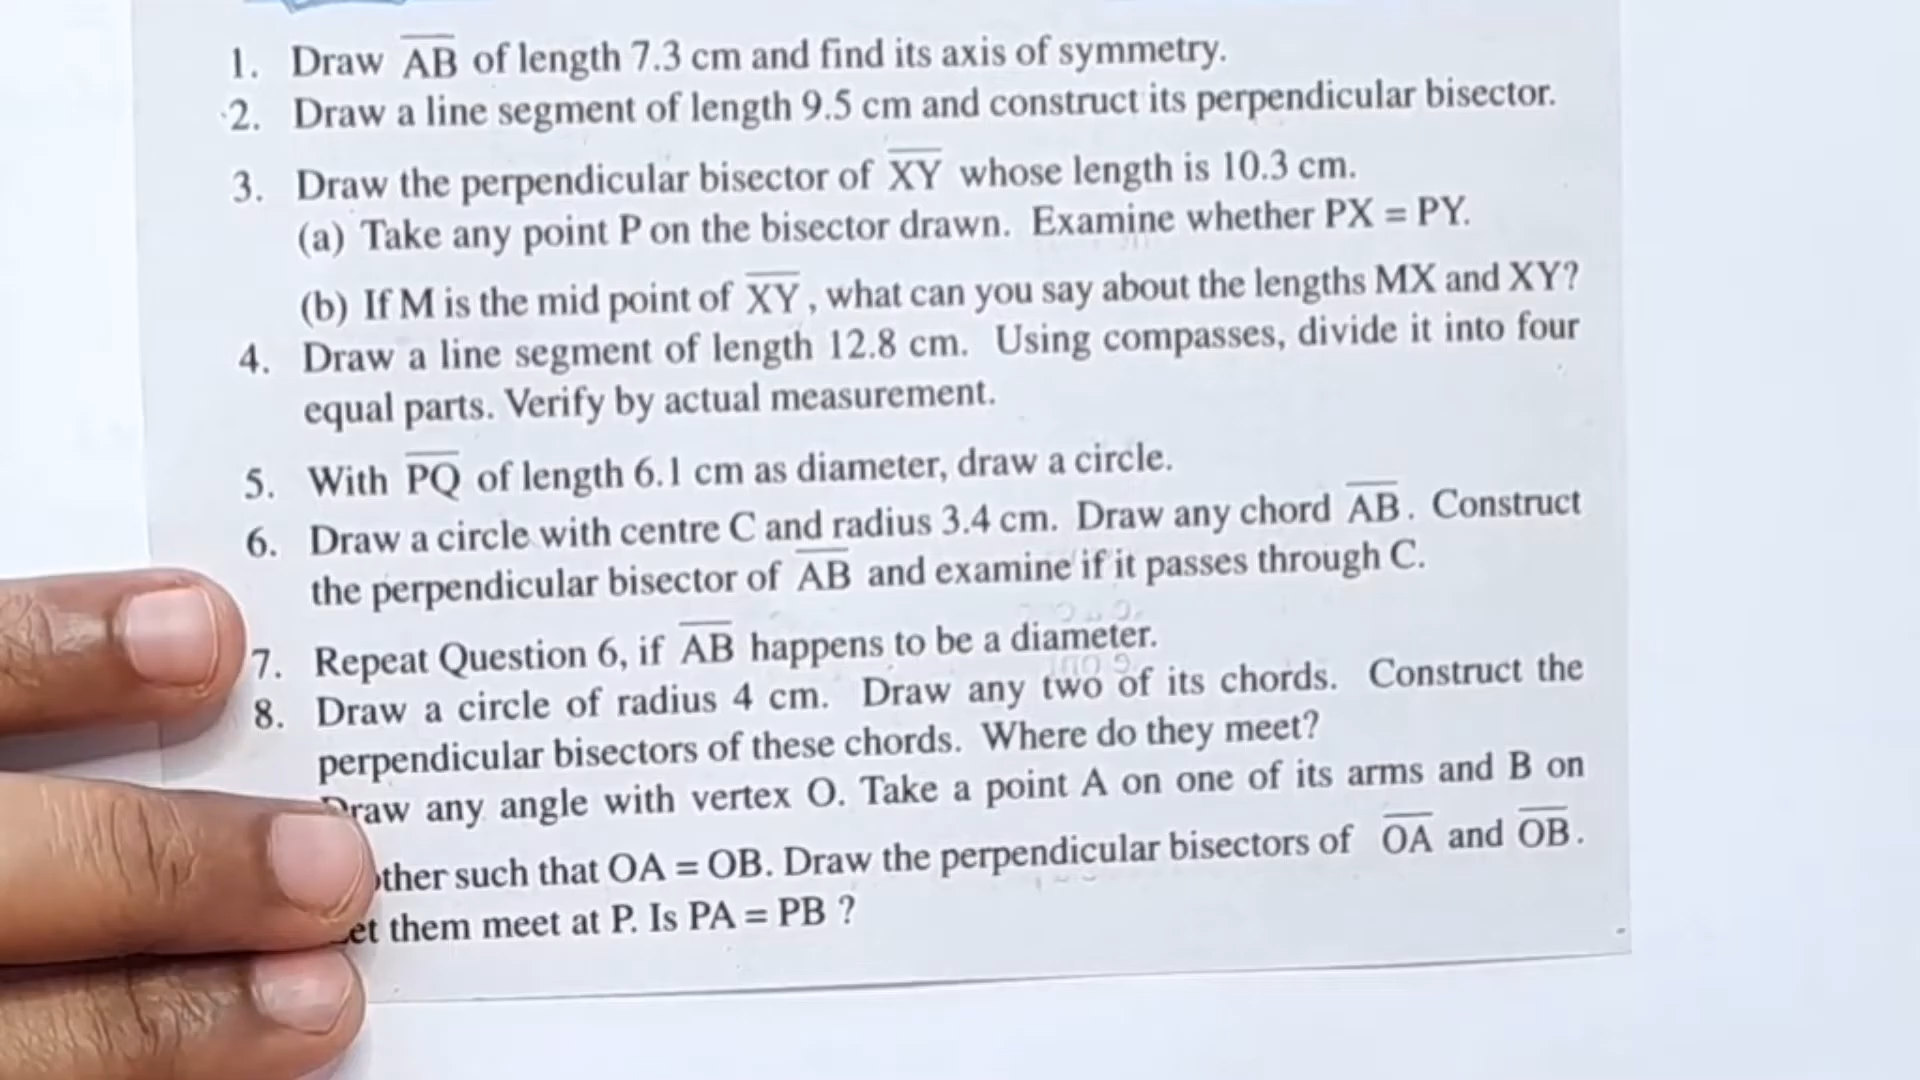 1. Draw AB of length 7.3 cm and find its axis of symmetry.
2. Draw a line segment of length 9.5 cm and construct its perpendicular bisector.
3. Draw the perpendicular bisector of XY whose length is 10.3 cm.
(a) Take any point P on the bisector drawn. Examine whether PX = PY.
(b) If M is the mid point of XY, what can you say about the lengths MX and XY?
4. Draw a line segment of length 12.8 cm. Using compasses, divide it into four
equal parts. Verify by actual measurement.
5. With PQ of length 6.1 cm as diameter, draw a circle.
6. Draw a circle with centre C and radius 3.4 cm. Draw any chord AB. Construct
the perpendicular bisector of AB and examine if it passes through C.
7. Repeat Question 6, if AB happens to be a diameter.
8. Draw a circle of radius 4 cm. Draw any two of its chords. Construct the
perpendicular bisectors of these chords. Where do they meet?
Draw any angle with vertex O. Take a point A on one of its arms and B on
ther such that OA = OB. Draw the perpendicular bisectors of OA and OB.
et them meet at P. Is PA = PB ?